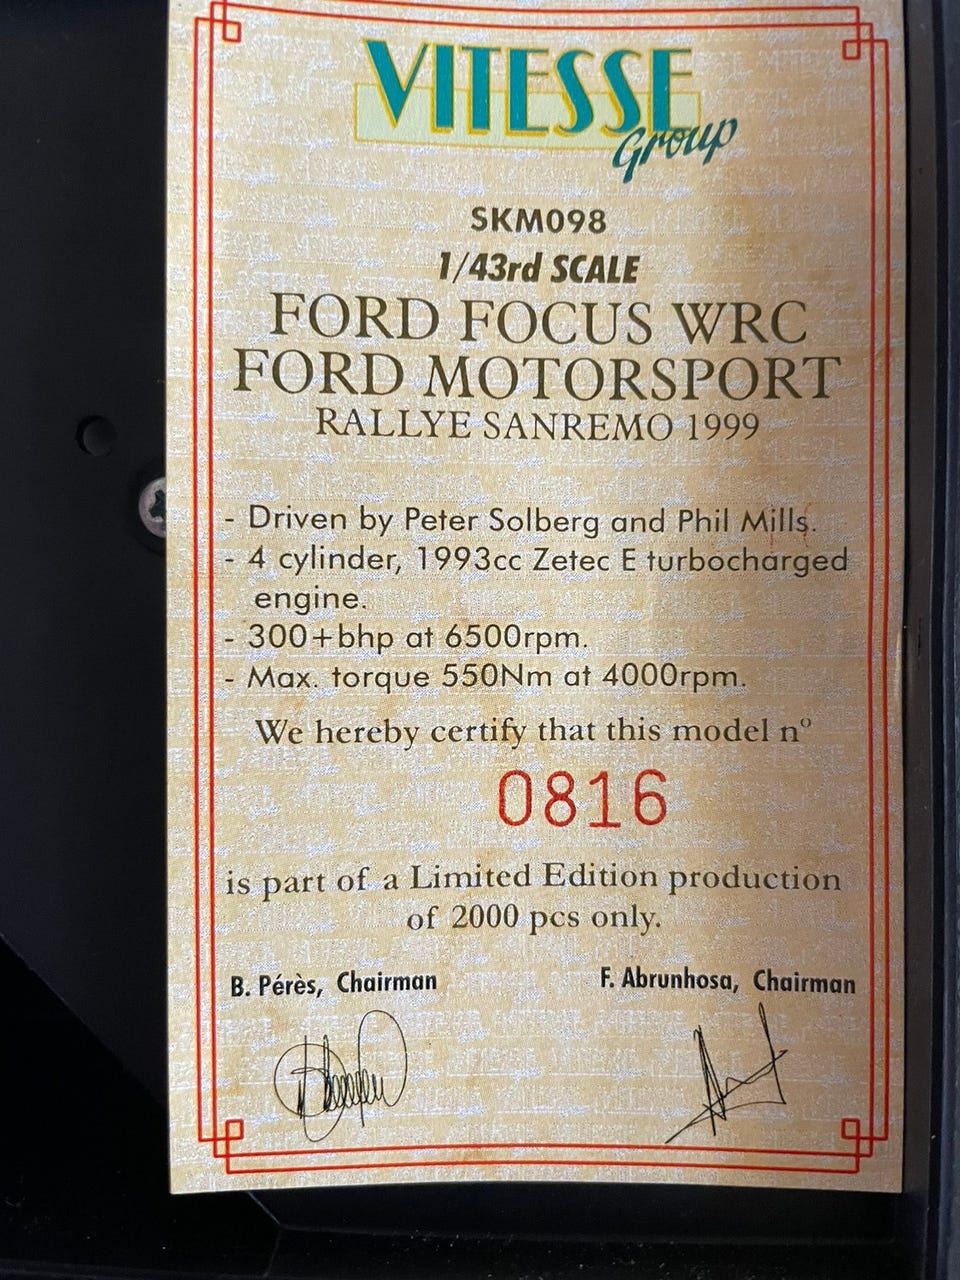 VITESSE
Group
SKM098
1/43rd SCALE
FORD FOCUS WRC
FORD MOTORSPORT
RALLYE SANREMO 1999
- Driven by Peter Solberg and Phil Mills.
- 4 cylinder, 1993cc Zetec E turbocharged
engine.
- 300+bhp at 6500rpm.
- Max. torque 550Nm at 4000rpm.
We hereby certify that this model nº
0816
is part of a Limited Edition production
of 2000 pcs only.
B. Pérès, Chairman F. Abrunhosa, Chairman